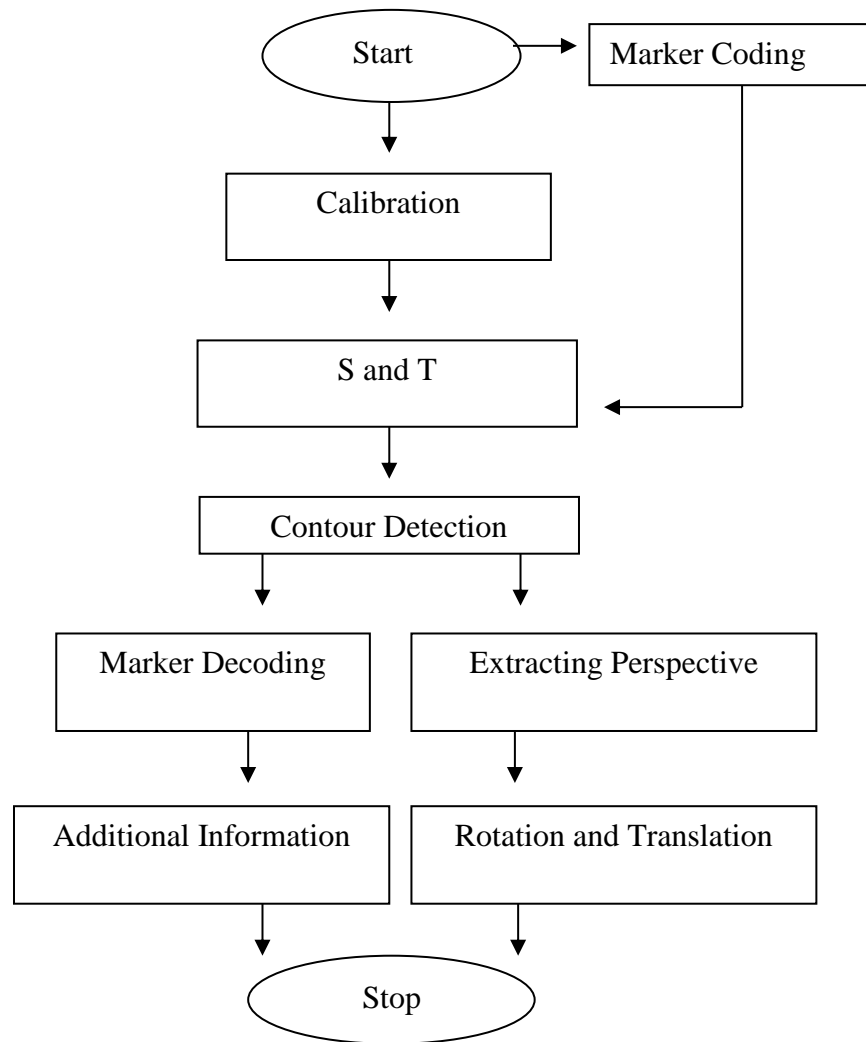 Start
Marker Coding
Calibration
S and T
Contour Detection
Marker Decoding
Extracting Perspective
Additional Information
Rotation and Translation
Stop